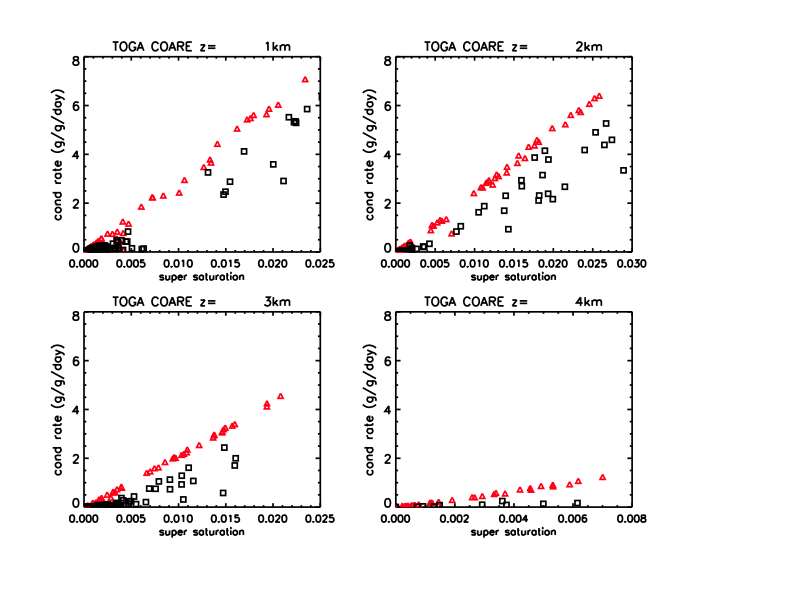 TOGA COARE z= 1km
TOGA COARE z= 2km
8
6
4
2
0
cond rate (g/g/day)
0.000 0.005 0.010 0.015 0.020 0.025
super saturation
8
6
4
2
0
cond rate (g/g/day)
0.000 0.005 0.010 0.015 0.020 0.025 0.030
super saturation
TOGA COARE z= 3km
TOGA COARE z= 4km
8
6
4
2
0
cond rate (g/g/day)
0.000 0.005 0.010 0.015 0.020 0.025
super saturation
8
6
4
2
0
cond rate (g/g/day)
0.000 0.002 0.004 0.006 0.008
super saturation